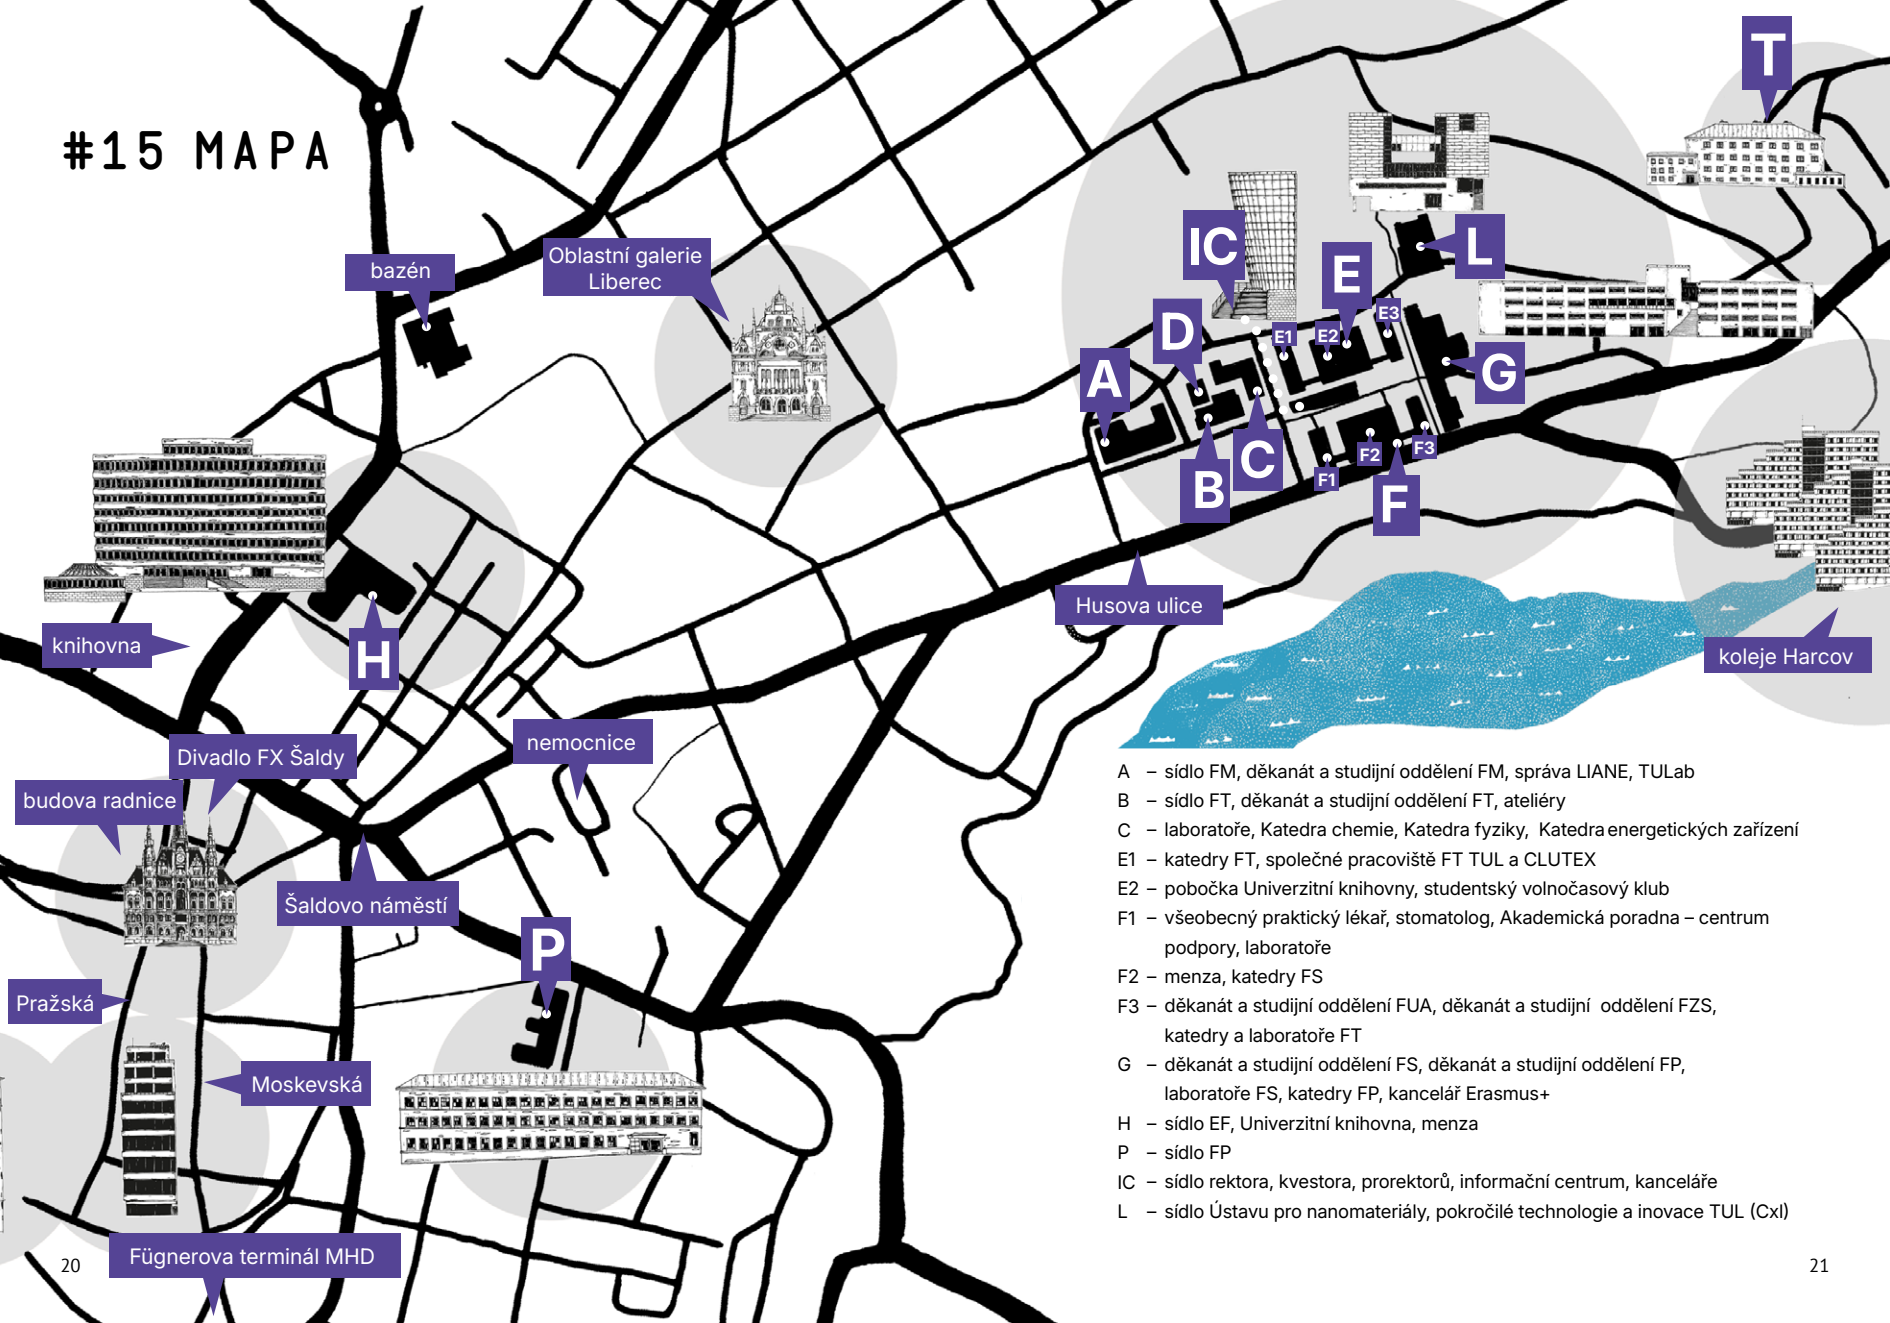 #15 MAPA
T
IC
L
E
bazén
Oblastní galerie
Liberec
D
E1
E2
E3
A
G
C
B
F1
F2
F3
F
Husova ulice
knihovna
H
koleje Harcov
nemocnice
Divadlo FX Šaldy
budova radnice
Šaldovo náměstí
P
Pražská
Moskevská
Fügnerova terminál MHD
A – sídlo FM, děkanát a studijní oddělení FM, správa LIANE, TULab
B – sídlo FT, děkanát a studijní oddělení FT, ateliéry
C – laboratoře, Katedra chemie, Katedra fyziky, Katedra energetických zařízení
E1 – katedry FT, společné pracoviště FT TUL a CLUTEX
E2 – pobočka Univerzitní knihovny, studentský volnočasový klub
F1 – všeobecný praktický lékař, stomatolog, Akademická poradna – centrum
podpory, laboratoře
F2 – menza, katedry FS
F3 – děkanát a studijní oddělení FUA, děkanát a studijní oddělení FZS,
katedry a laboratoře FT
G – děkanát a studijní oddělení FS, děkanát a studijní oddělení FP,
laboratoře FS, katedry FP, kancelář Erasmus+
H – sídlo EF, Univerzitní knihovna, menza
P – sídlo FP
IC – sídlo rektora, kvestora, prorektorů, informační centrum, kanceláře
L – sídlo Ústavu pro nanomateriály, pokročilé technologie a inovace TUL (CxI)
20
21